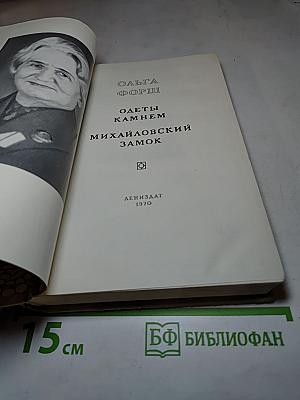 ОЛЬГА
ФОРШ
ОДЕТЫ
КАМНЕМ
МИХАЙЛОВСКИЙ
ЗАМОК
ЛЕНИЗДАТ
1970
15 см
БФ БИБЛИОФАН